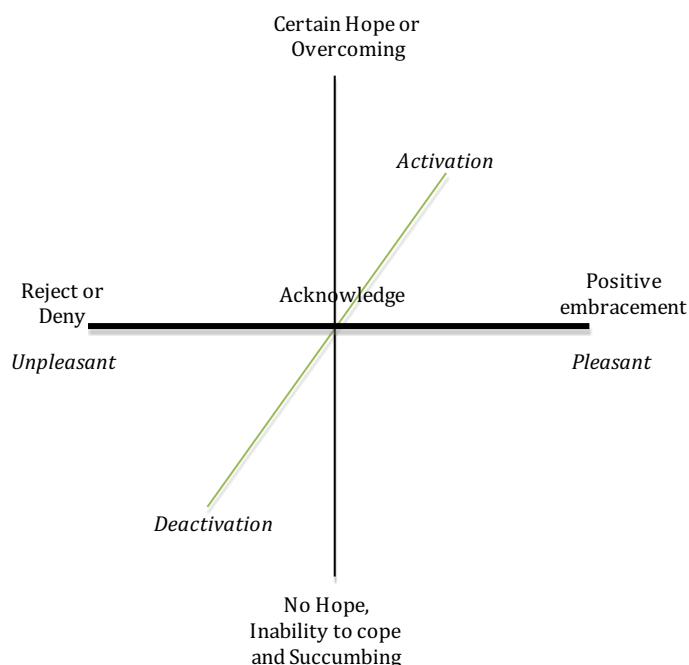 Certain Hope or
Overcoming
Activation
Reject or
Deny
Acknowledge
Positive
embracement
Unpleasant
Pleasant
Deactivation
No Hope,
Inability to cope
and Succumbing